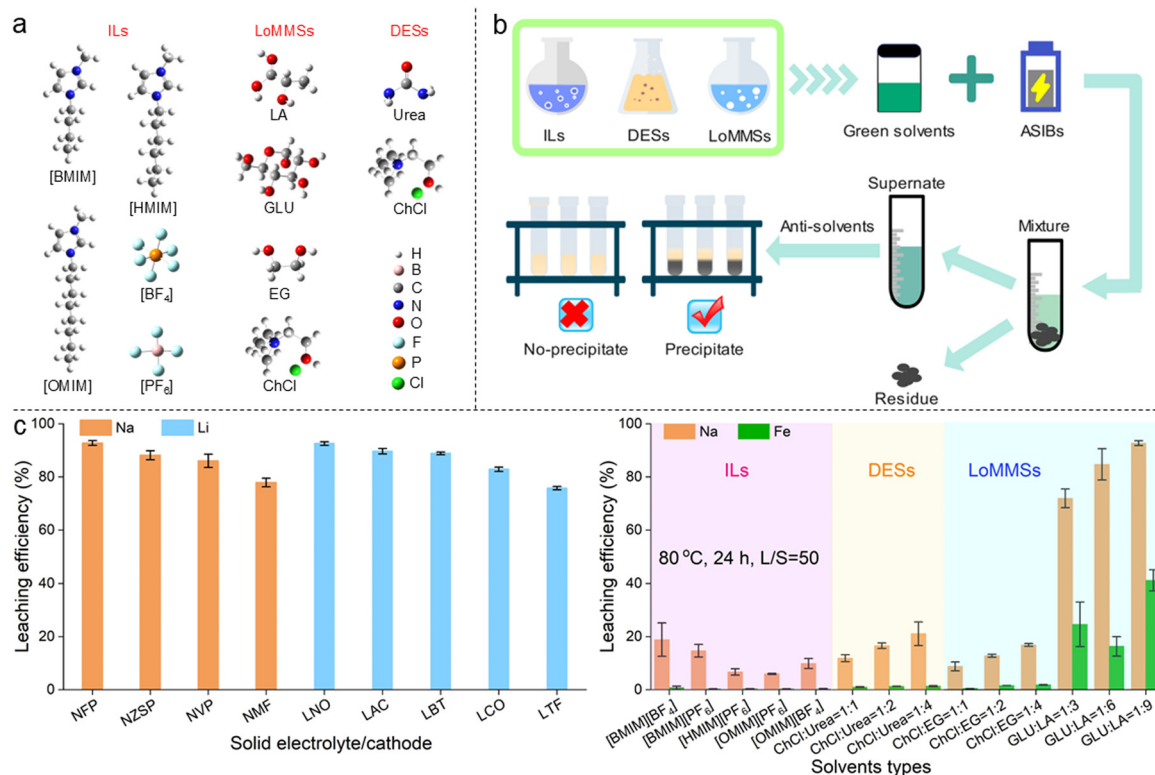 a
ILs
LoMMSs
DESs
[BMIM]
[HMIM]
LA
Urea
GLU
ChCl
[OMIM]
[BF4]
[PF6]
EG
ChCl
H
B
C
N
O
F
P
Cl
b
ILs
DESs
LoMMSs
Green solvents
ASIBs
Supernate
Mixture
Anti-solvents
No-precipitate
Precipitate
Residue
c
Na
Li
Leaching efficiency (%)
100
80
60
40
20
0
NFP
NZSP
NVP
NMF
LNO
LAC
LBT
LCO
LTF
Solid electrolyte/cathode
Na
Fe
ILs
DESs
LoMMSs
80 °C, 24 h, L/S=50
Leaching efficiency (%)
100
80
60
40
20
0
[BMIM][BF4]
[BMIM][PF6]
[HMIM][PF6]
[OMIM][PF6]
[OMIM][BF4]
ChCl:Urea=1:1
ChCl:Urea=1:2
ChCl:Urea=1:4
ChCl:EG=1:1
ChCl:EG=1:2
ChCl:EG=1:4
GLU:LA=1:3
GLU:LA=1:6
GLU:LA=1:9
Solvents types